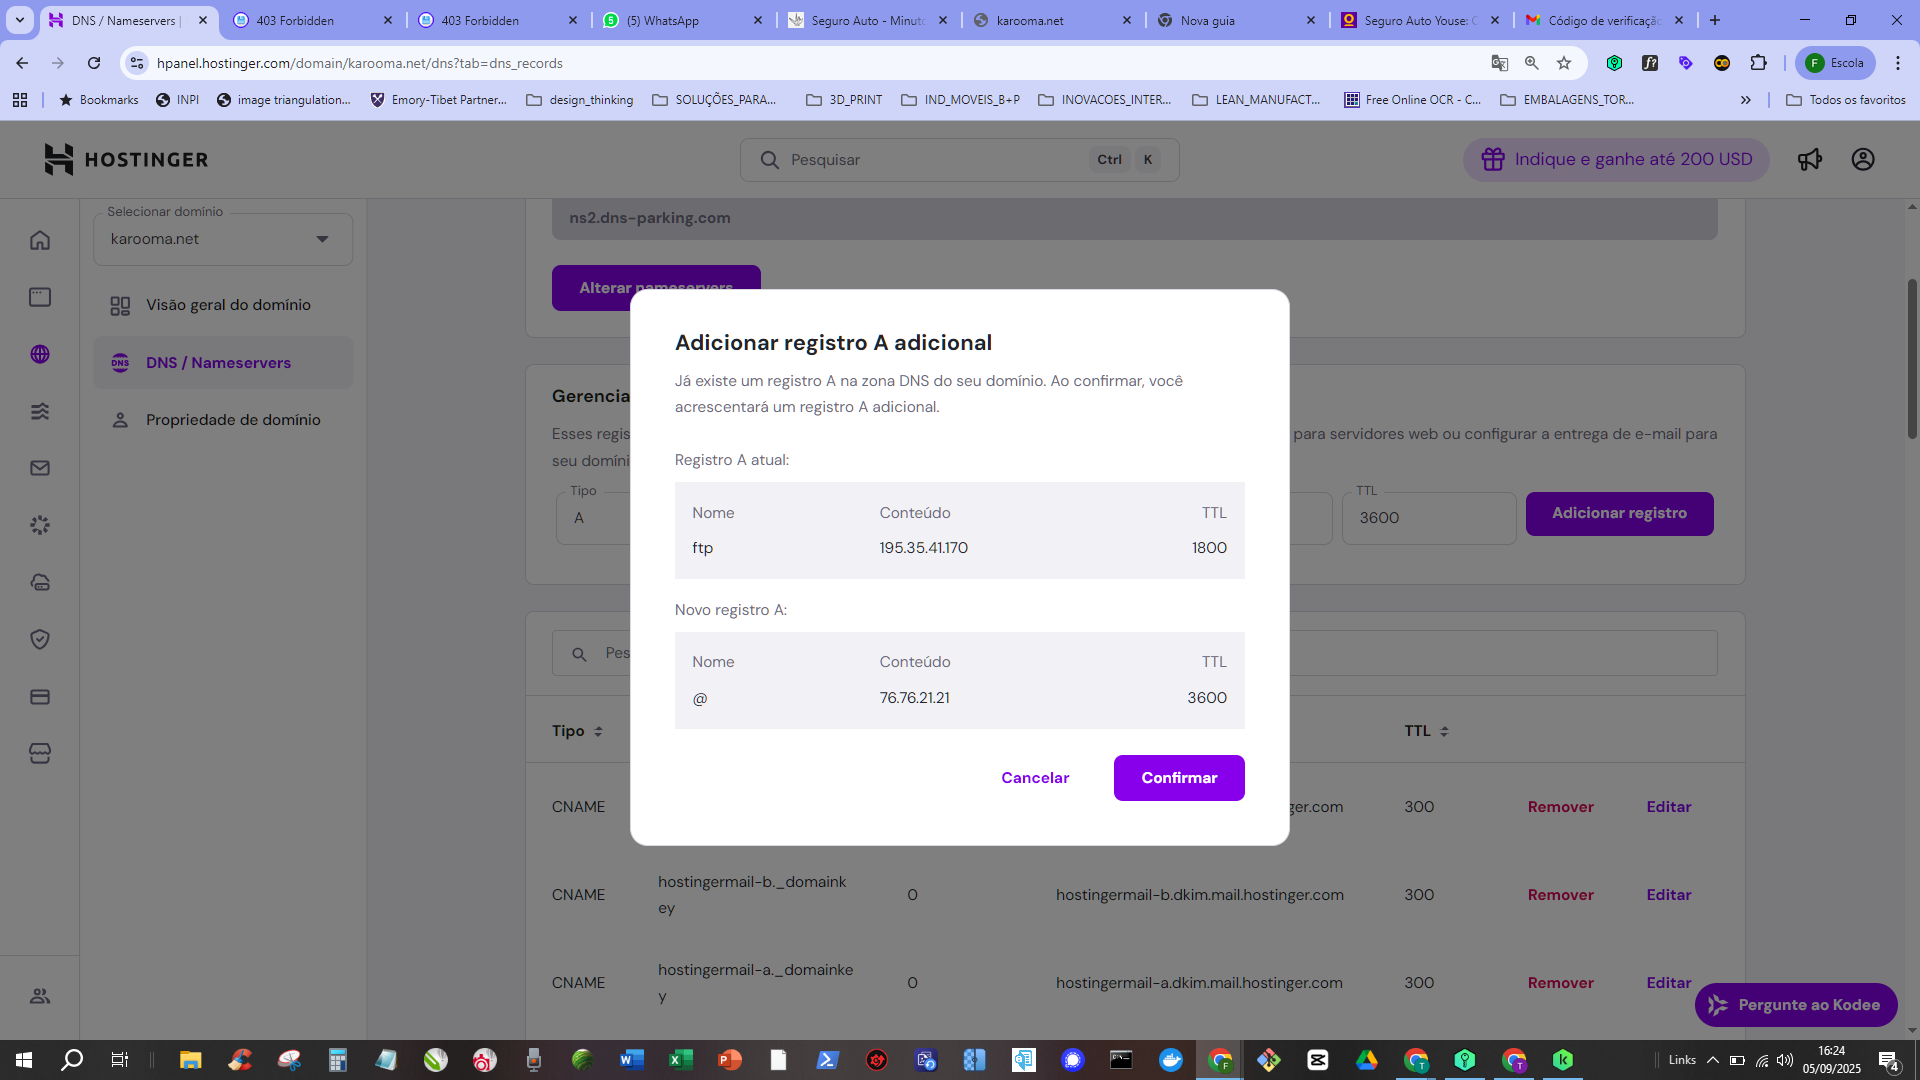 DNS / Nameservers |
403 Forbidden
403 Forbidden
(5) WhatsApp
Seguro Auto - Minuto
karooma.net
Nova guia
Seguro Auto Youse: C
Código de verificação
hpanel.hostinger.com/domain/karooma.net/dns?tab=dns_records
Escola
Bookmarks
INPI
image triangulation...
Emory-Tibet Partner...
design_thinking
SOLUÇÕES_PARA...
3D_PRINT
IND_MOVEIS_B+P
INOVACOES_INTER...
LEAN_MANUFACT...
Free Online OCR - C...
EMBALAGENS_TOR...
Todos os favoritos
HOSTINGER
Pesquisar
Ctrl K
Indique e ganhe até 200 USD
Selecionar domínio
karooma.net
Visão geral do domínio
DNS / Nameservers
Propriedade de domínio
ns2.dns-parking.com
Alterar nameservers
Gerencia
Esses regis para servidores web ou configurar a entrega de e-mail para
seu domíni
Tipo
A
TTL
3600
Adicionar registro
Adicionar registro A adicional
Já existe um registro A na zona DNS do seu domínio. Ao confirmar, você
acrescentará um registro A adicional.
Registro A atual:
Nome Conteúdo TTL
ftp 195.35.41.170 1800
Novo registro A:
Nome Conteúdo TTL
@ 76.76.21.21 3600
Cancelar Confirmar
Pes
Tipo TTL
CNAME ger.com 300 Remover Editar
CNAME hostingermail-b._domaink
ey 0 hostingermail-b.dkim.mail.hostinger.com 300 Remover Editar
CNAME hostingermail-a._domainke
y 0 hostingermail-a.dkim.mail.hostinger.com 300 Remover Editar
Pergunte ao Kodee
Links
16:24
05/09/2025
4